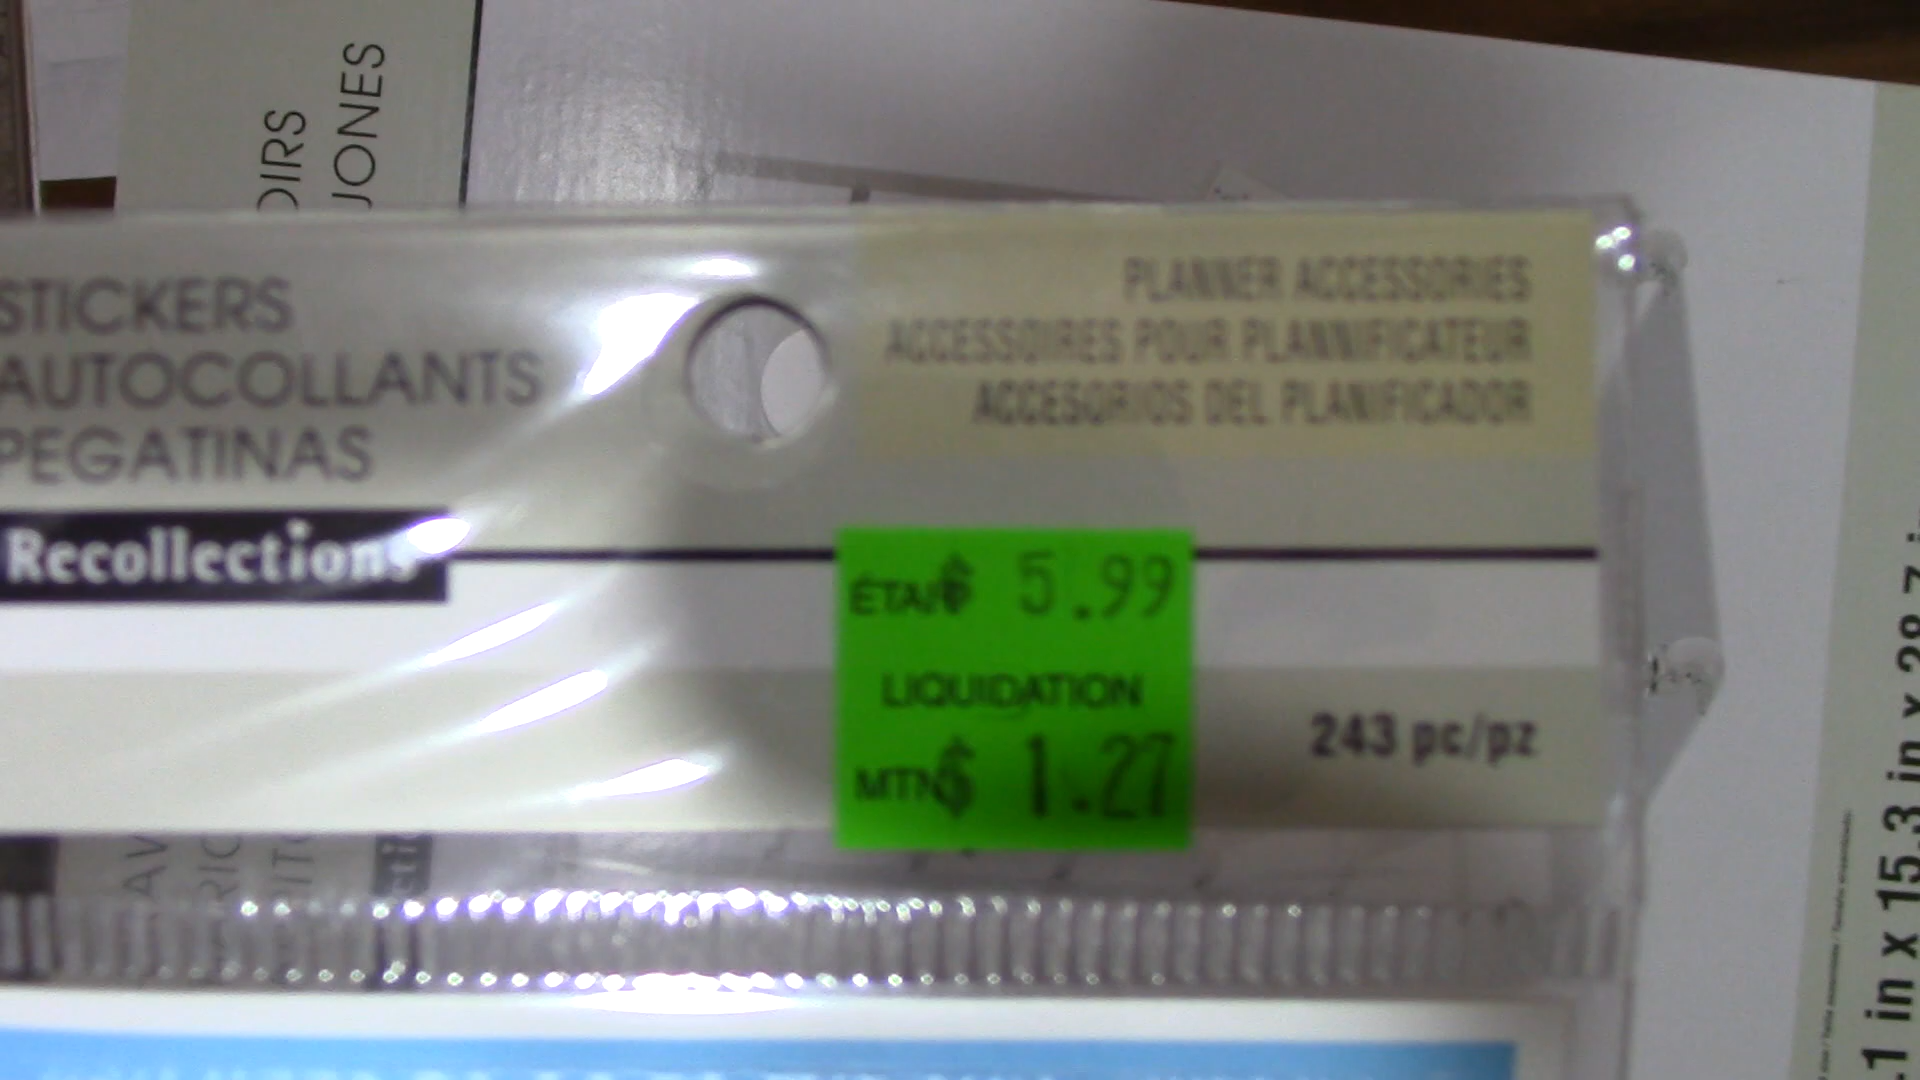 OIRS
JONES
STICKERS
AUTOCOLLANTS
PEGATINAS
Recollections
PLANNER ACCESSORIES
ACCESSOIRES POUR PLANNIFICATEUR
ACCESORIOS DEL PLANIFICADOR
ÉTAIT $ 5.99
LIQUIDATION
MTN$ 1.27
243 pc/pz
.1 in x 15.3 in x 28.7 i